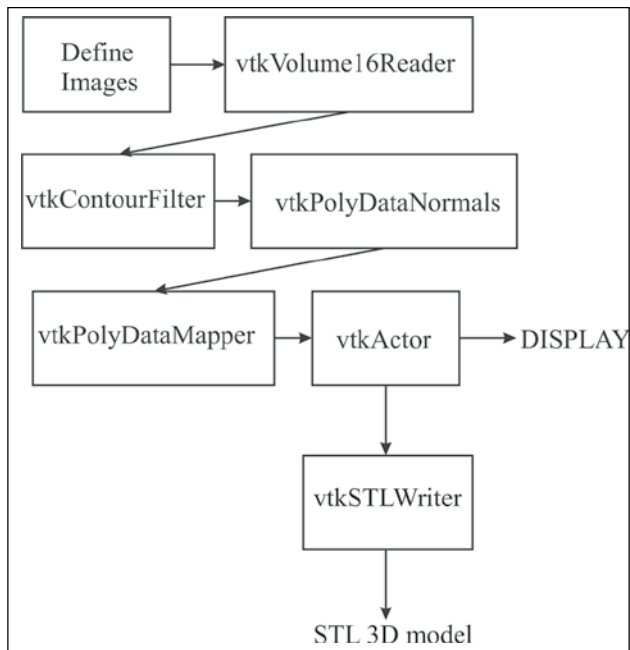 Define
Images
vtkVolume16Reader
vtkContourFilter
vtkPolyDataNormals
vtkPolyDataMapper
vtkActor
DISPLAY
vtkSTLWriter
STL 3D model